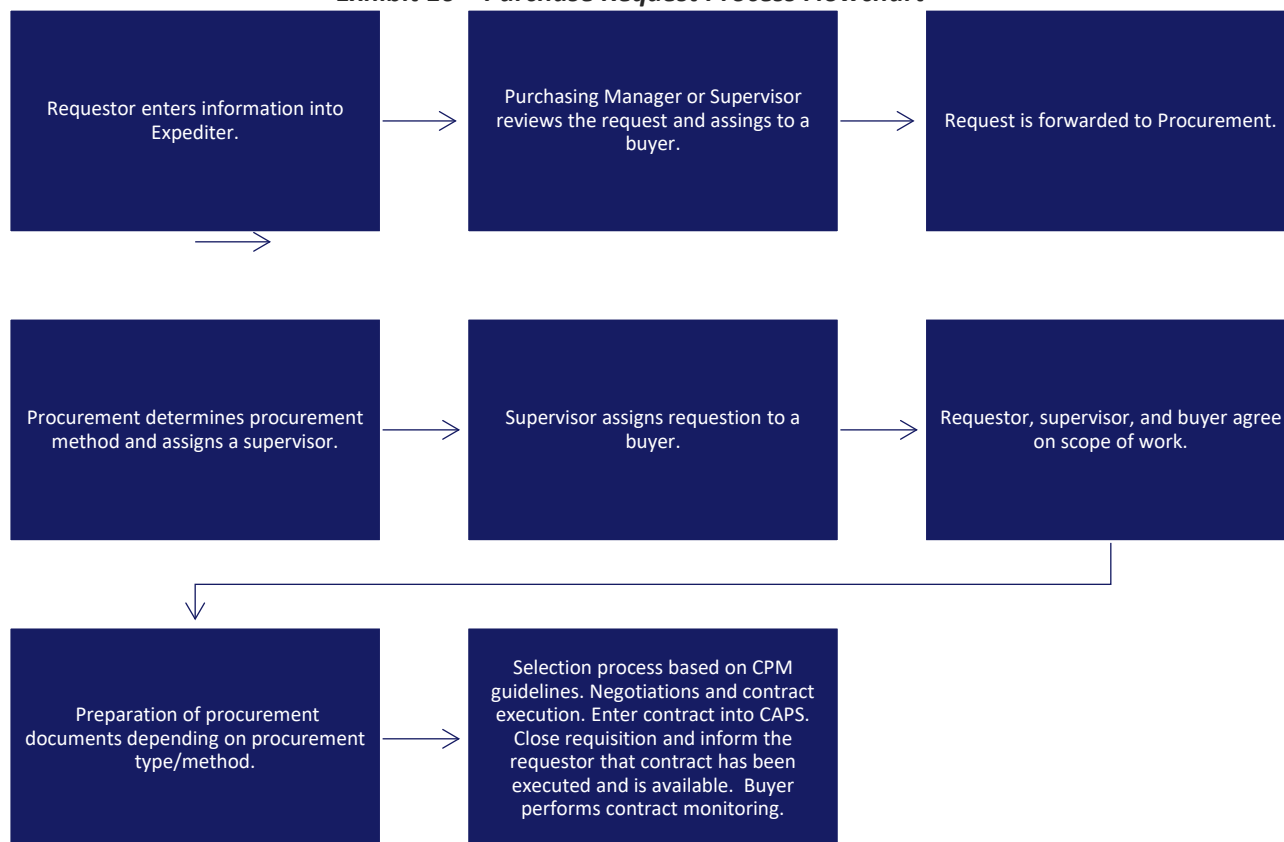 Requestor enters information into
Expediter.
Purchasing Manager or Supervisor
reviews the request and assings to a
buyer.
Request is forwarded to Procurement.
Procurement determines procurement
method and assigns a supervisor.
Supervisor assigns requestion to a
buyer.
Requestor, supervisor, and buyer agree
on scope of work.
Preparation of procurement
documents depending on procurement
type/method.
Selection process based on CPM
guidelines. Negotiations and contract
execution. Enter contract into CAPS.
Close requisition and inform the
requestor that contract has been
executed and is available.  Buyer
performs contract monitoring.